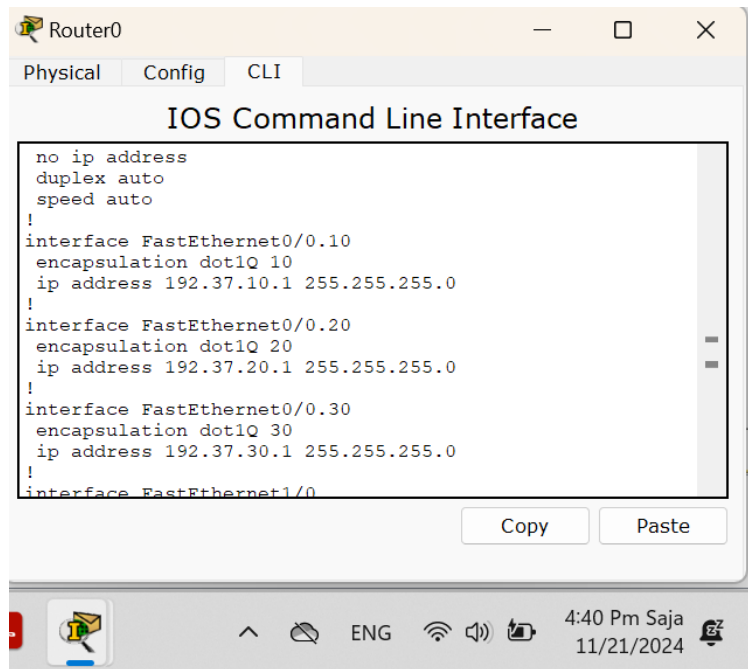 Router0
Physical Config CLI
IOS Command Line Interface
no ip address
duplex auto
speed auto
!
interface FastEthernet0/0.10
encapsulation dot1Q 10
ip address 192.37.10.1 255.255.255.0
!
interface FastEthernet0/0.20
encapsulation dot1Q 20
ip address 192.37.20.1 255.255.255.0
!
interface FastEthernet0/0.30
encapsulation dot1Q 30
ip address 192.37.30.1 255.255.255.0
!
interface FastEthernet1/0
Copy Paste
ENG
4:40 Pm Saja
11/21/2024